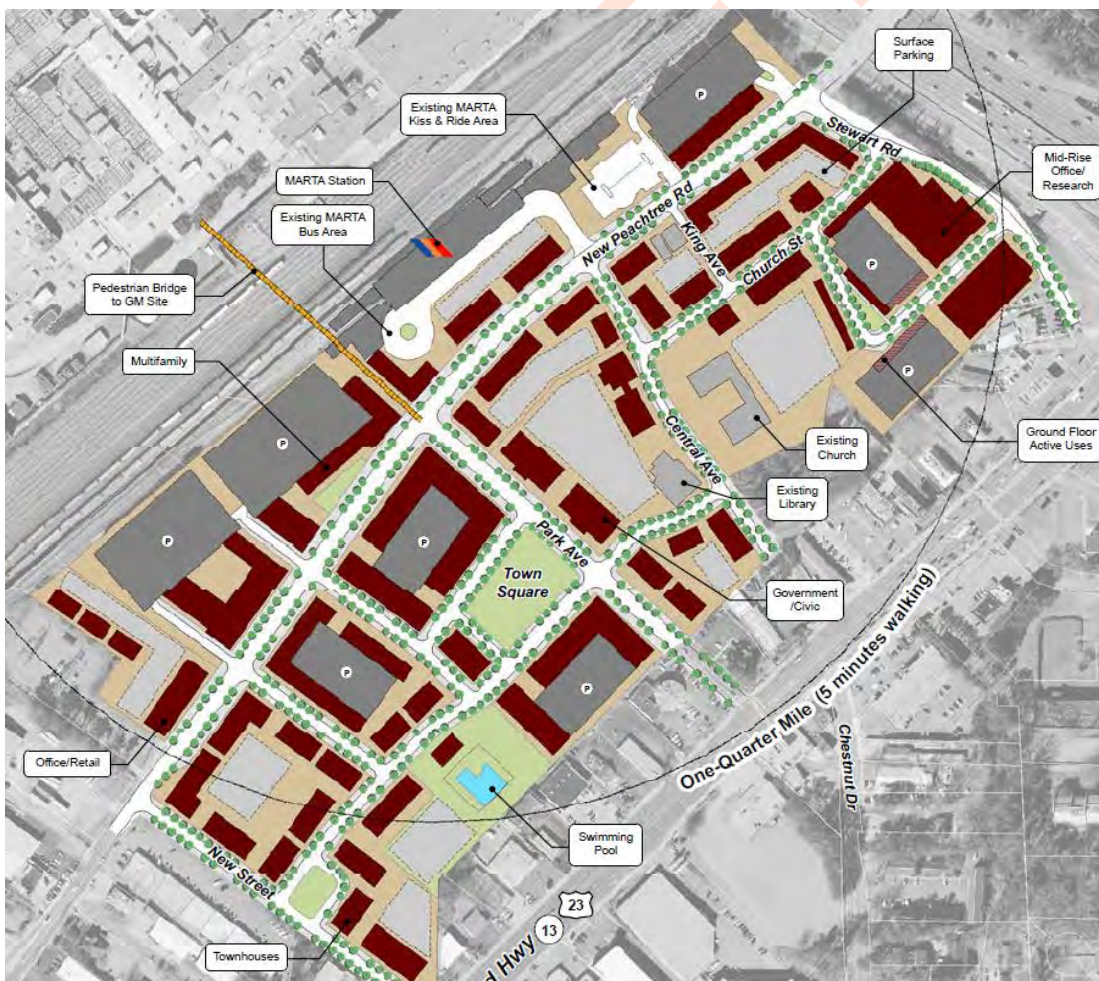 Surface
Parking
P
Existing MARTA
Kiss & Ride Area
Stewart Rd
Mid-Rise
Office/
Research
MARTA Station
Existing MARTA
Bus Area
New Peachtree Rd
King Ave
Church St
P
Pedestrian Bridge
to GM Site
Multifamily
P
P
Ground Floor
Active Uses
Existing
Church
Central Ave
Existing
Library
P
P
Park Ave
Town
Square
Government
/Civic
P
P
One-Quarter Mile (5 minutes walking)
Chestnut Dr
Office/Retail
Swimming
Pool
New Street
23
13
d Hwy
Townhouses